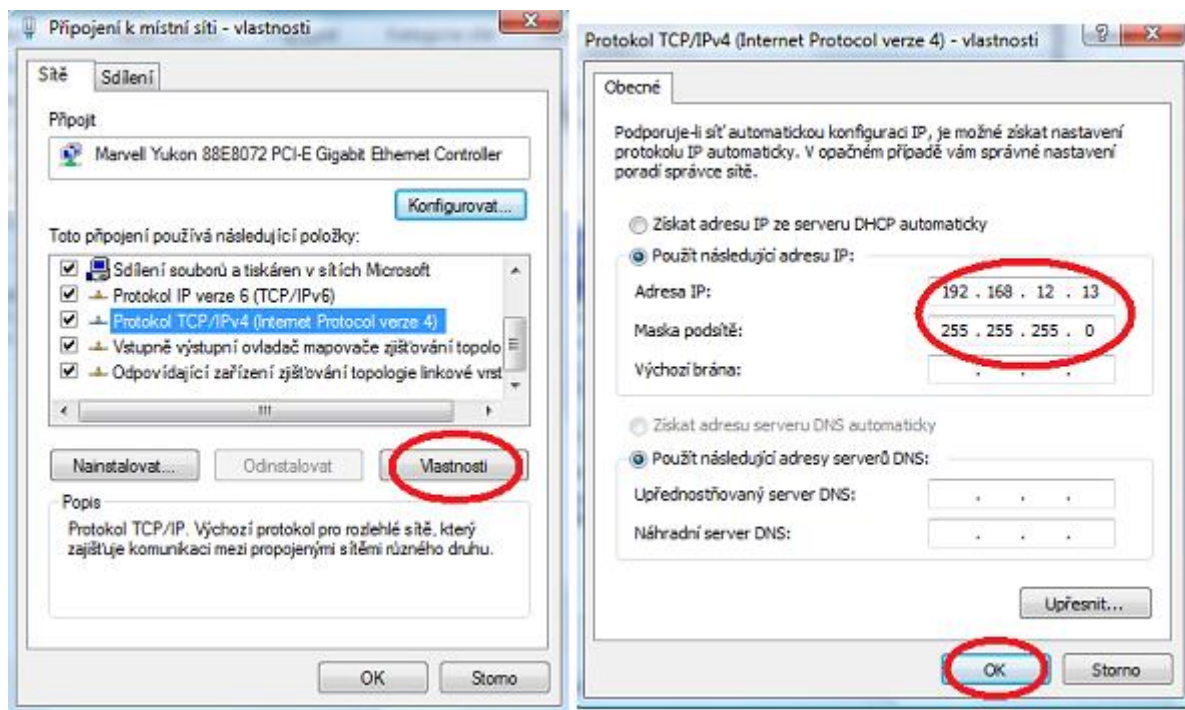 Připojení k místní síti - vlastnosti
Sítě
Sdílení
Připojit
Marvell Yukon 88E8072 PCI-E Gigabit Ethernet Controller
Konfigurovat...
Toto připojení používá následující položky:
Sdílení souborů a tiskáren v sítích Microsoft
Protokol IP verze 6 (TCP/IPv6)
Protokol TCP/IPv4 (Internet Protocol verze 4)
Vstupně výstupní ovladač mapovače zjišťování topolo
Odpovídající zařízení zjišťování topologie linkové vrst
Nainstalovat...
Odinstalovat
Vlastnosti
Popis
Protokol TCP/IP. Výchozí protokol pro rozlehlé sítě, který
zajišťuje komunikaci mezi propojenými sítěmi různého druhu.
OK
Storno
Protokol TCP/IPv4 (Internet Protocol verze 4) - vlastnosti
Obecné
Podporuje-li síť automatickou konfiguraci IP, je možné získat nastavení
protokolu IP automaticky. V opačném případě vám správné nastavení
poradí správce sítě.
Získat adresu IP ze serveru DHCP automaticky
Použít následující adresu IP:
Adresa IP: 192 . 168 . 12 . 13
Maska podsítě: 255 . 255 . 255 . 0
Výchozí brána: . . .
Získat adresu serveru DNS automaticky
Použít následující adresy serverů DNS:
Upřednostňovaný server DNS: . . .
Náhradní server DNS: . . .
Upřesnit...
OK
Storno